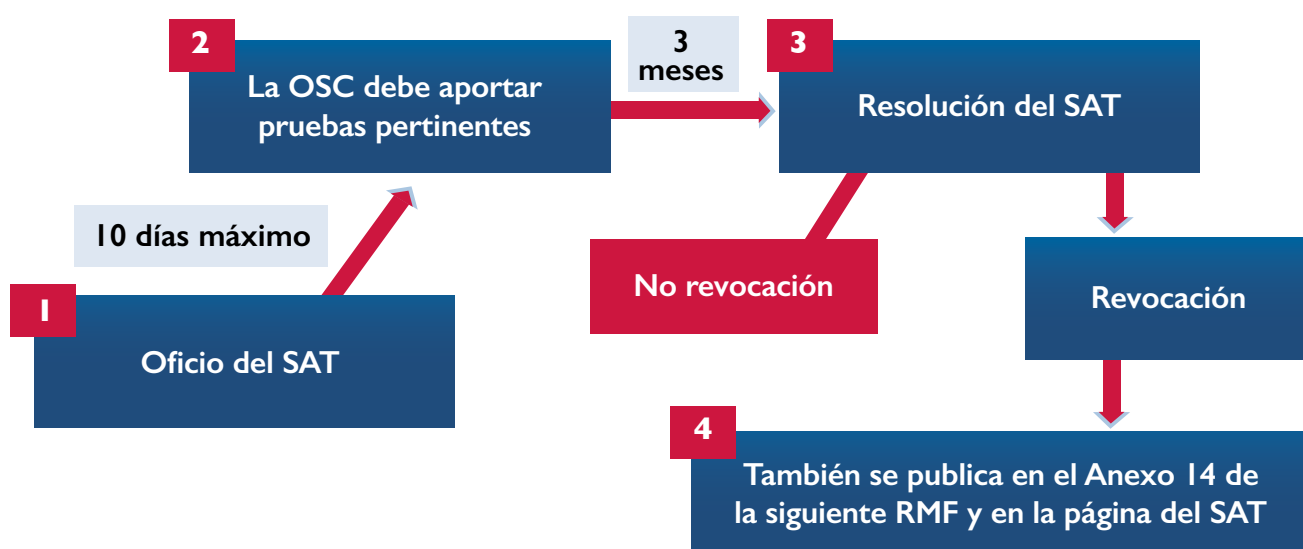 1
Oficio del SAT
10 días máximo
2
La OSC debe aportar
pruebas pertinentes
3
meses
3
Resolución del SAT
No revocación
Revocación
4
También se publica en el Anexo 14 de
la siguiente RMF y en la página del SAT